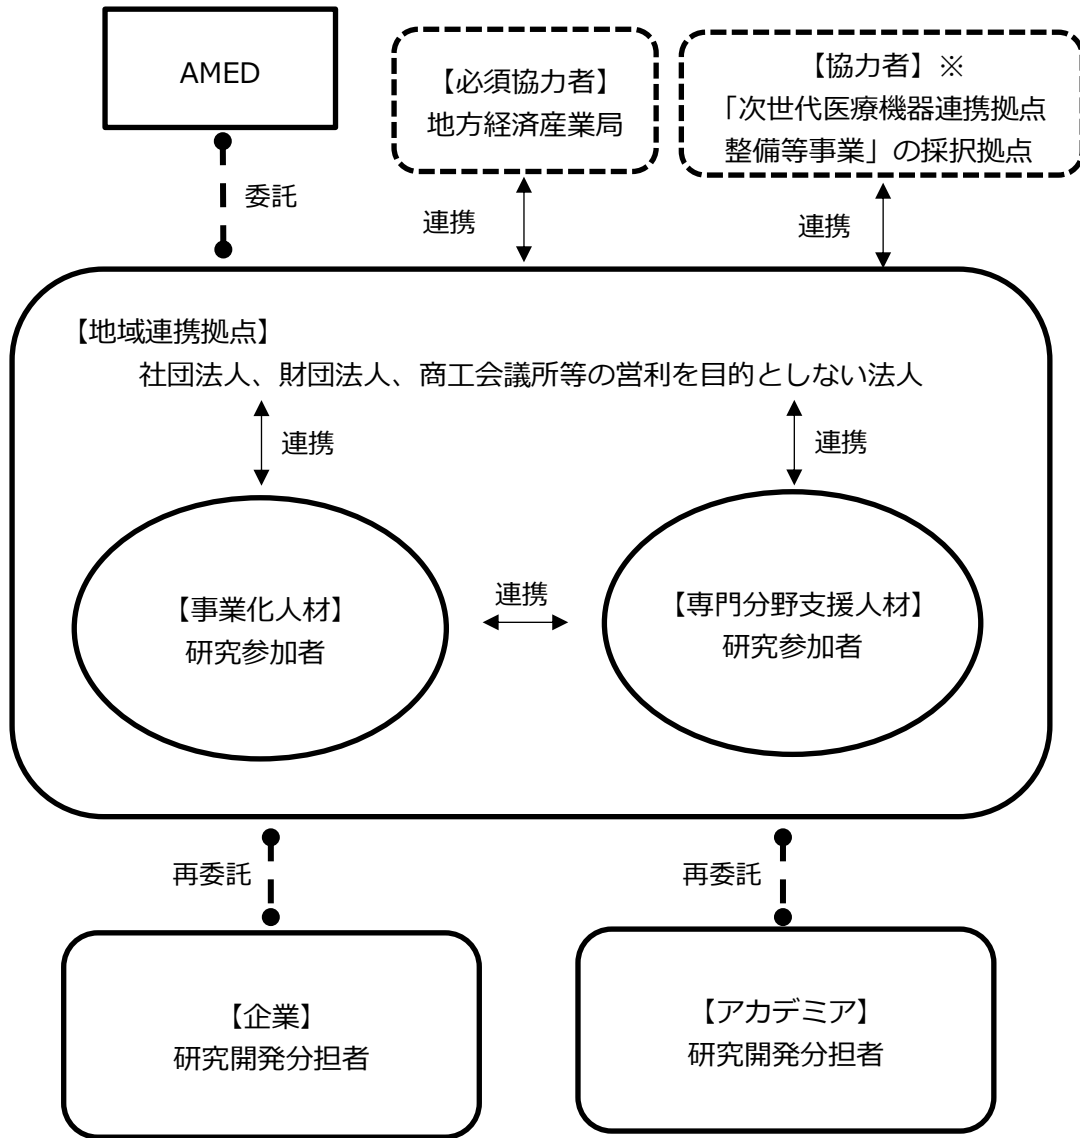 AMED
【必須協力者】
地方経済産業局
【協力者】※
「次世代医療機器連携拠点
整備等事業」の採択拠点
委託
連携
連携
【地域連携拠点】
社団法人、財団法人、商工会議所等の営利を目的としない法人
連携
連携
【事業化人材】
研究参加者
連携
【専門分野支援人材】
研究参加者
再委託
再委託
【企業】
研究開発分担者
【アカデミア】
研究開発分担者